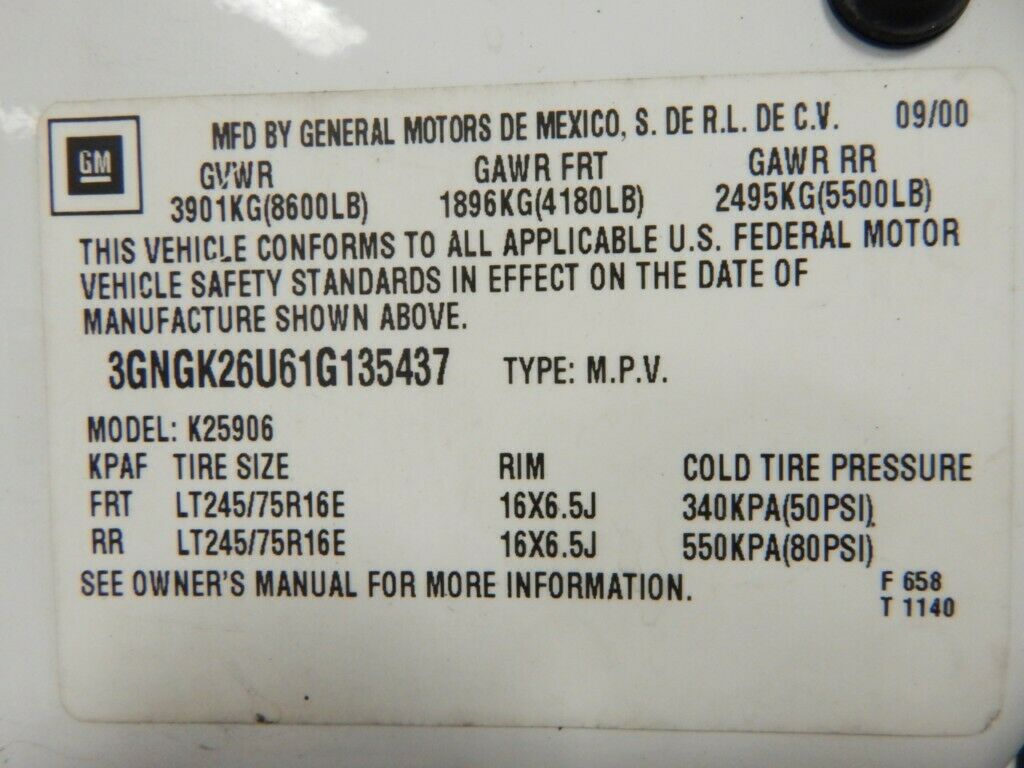 GM
MFD BY GENERAL MOTORS DE MEXICO, S. DE R.L. DE C.V. 09/00
GVWR GAWR FRT GAWR RR
3901KG(8600LB) 1896KG(4180LB) 2495KG(5500LB)
THIS VEHICLE CONFORMS TO ALL APPLICABLE U.S. FEDERAL MOTOR
VEHICLE SAFETY STANDARDS IN EFFECT ON THE DATE OF
MANUFACTURE SHOWN ABOVE.
3GNGK26U61G135437 TYPE: M.P.V.
MODEL: K25906
KPAF TIRE SIZE RIM COLD TIRE PRESSURE
FRT LT245/75R16E 16X6.5J 340KPA(50PSI)
RR LT245/75R16E 16X6.5J 550KPA(80PSI)
SEE OWNER'S MANUAL FOR MORE INFORMATION. F 658
T 1140